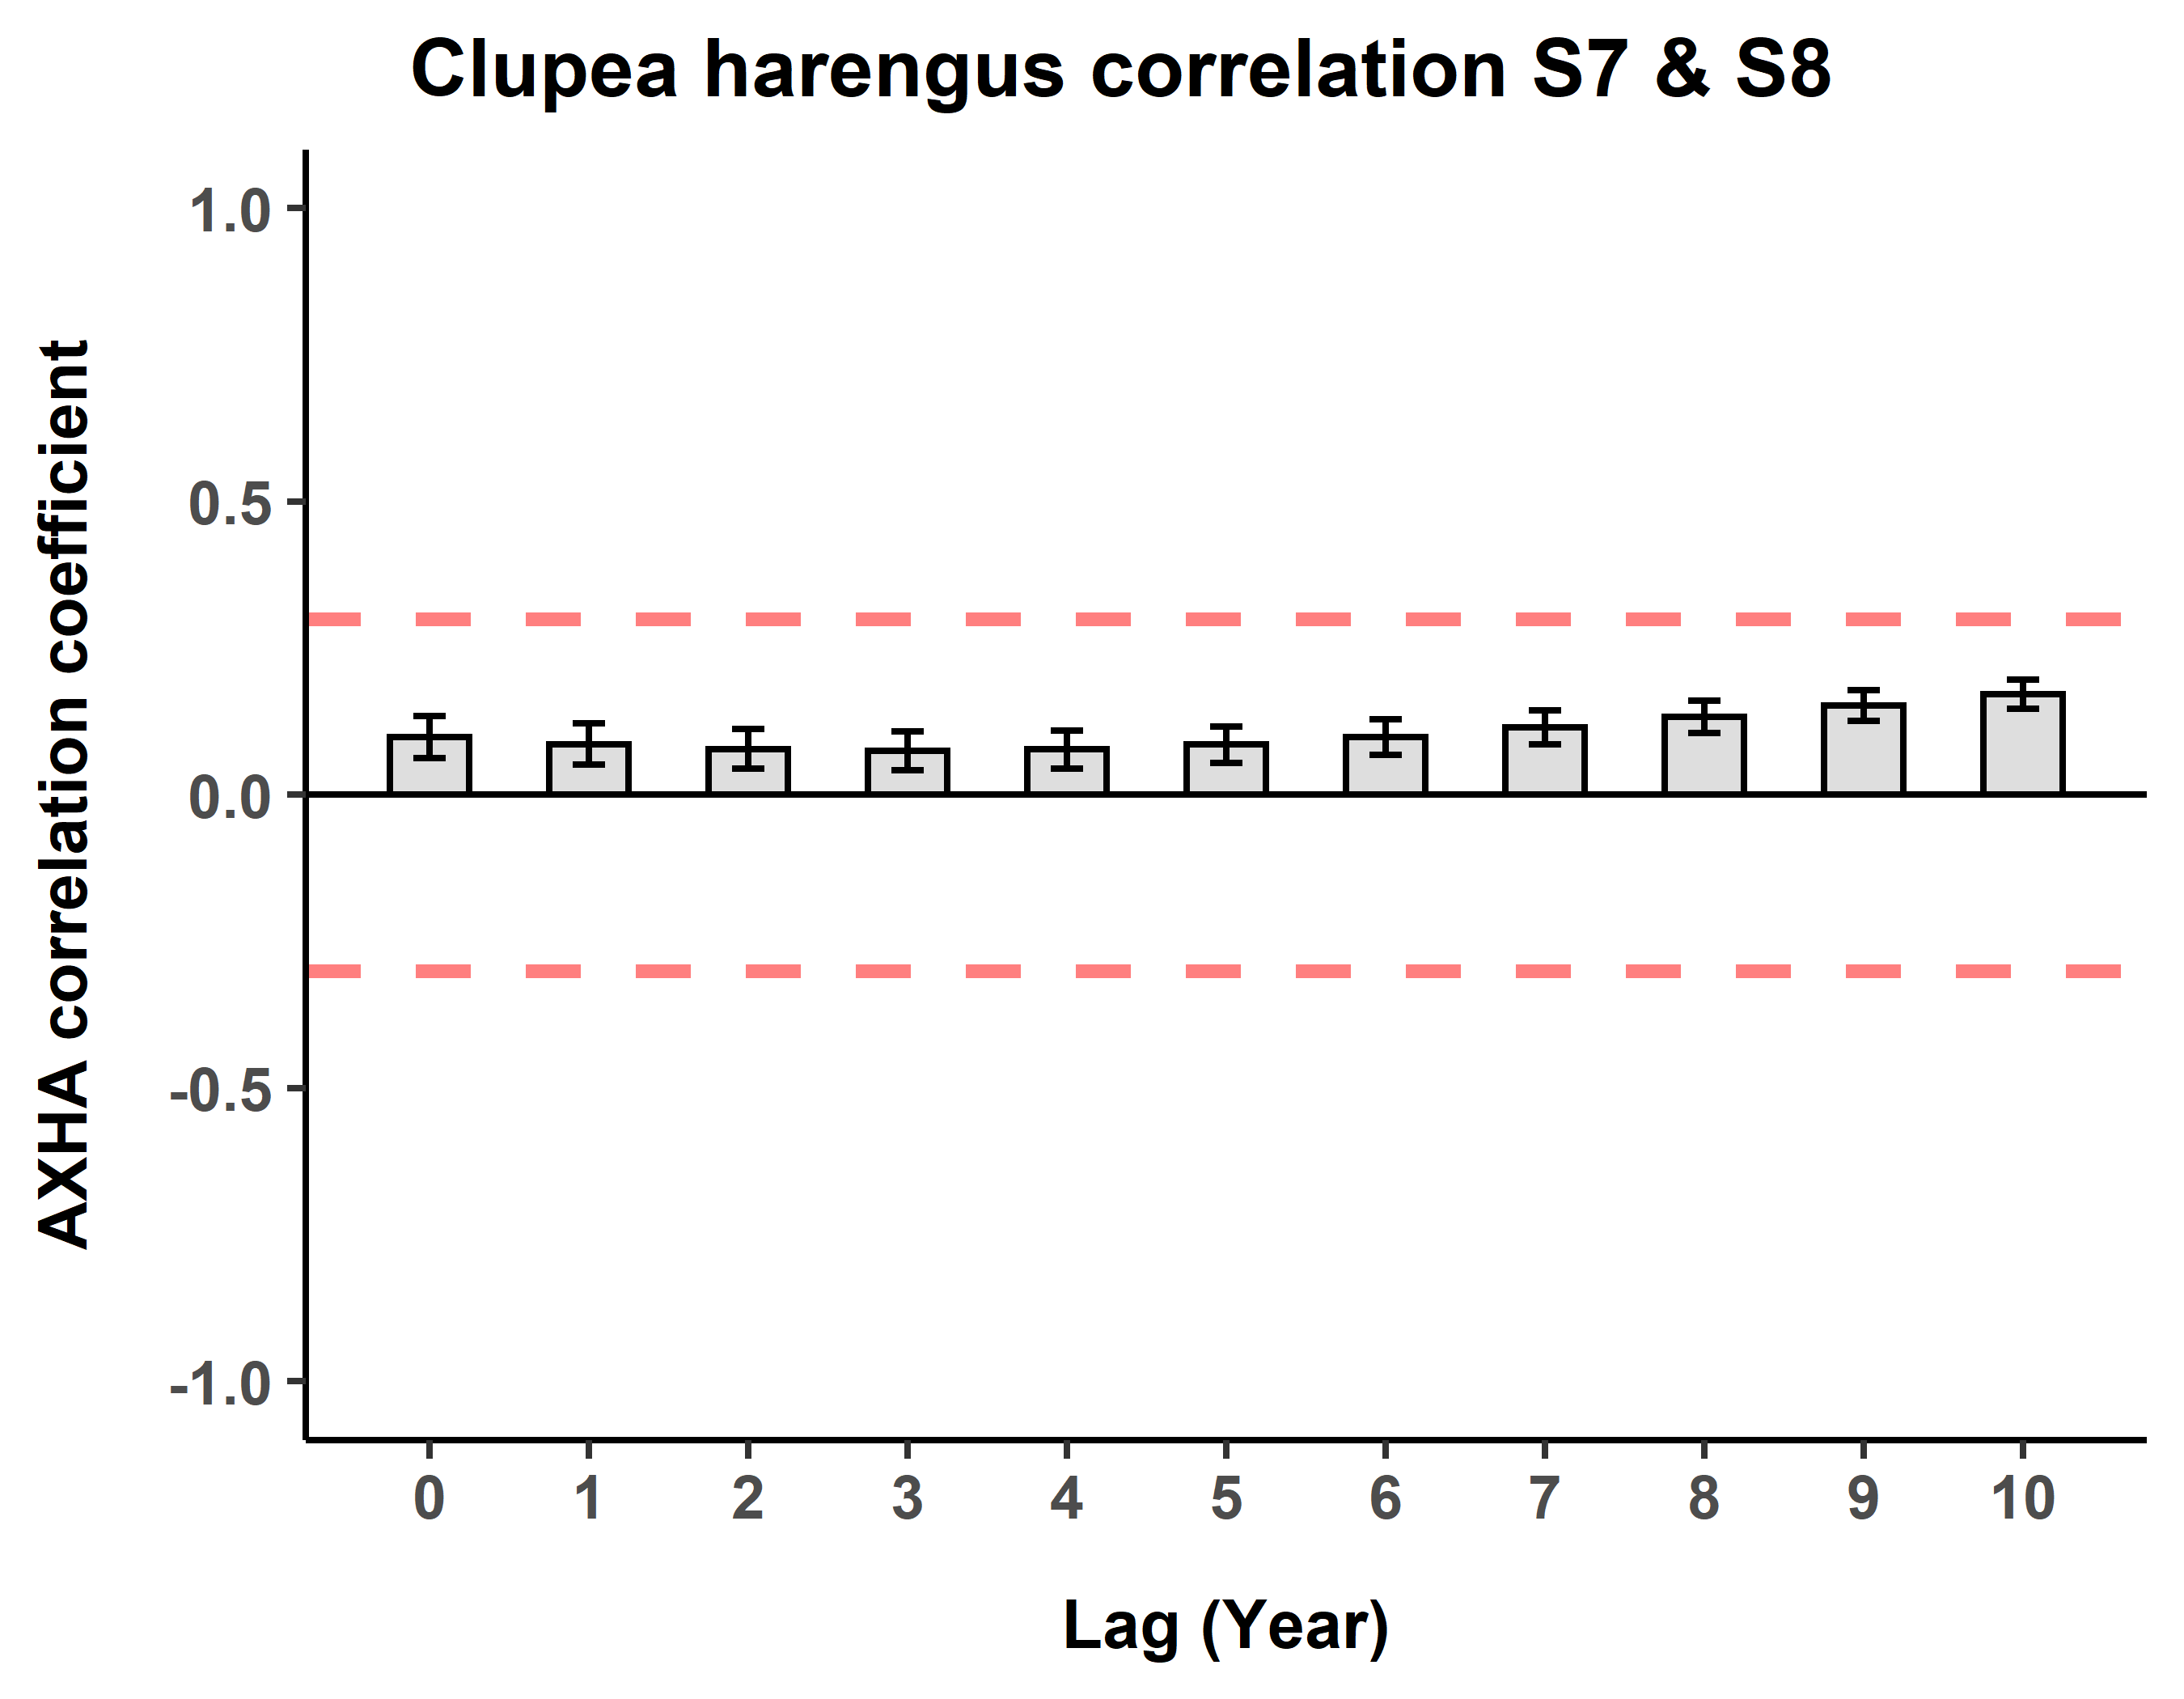 Clupea harengus correlation S7 & S8
AXHA correlation coefficient
1.0
0.5
0.0
-0.5
-1.0
0 1 2 3 4 5 6 7 8 9 10
Lag (Year)